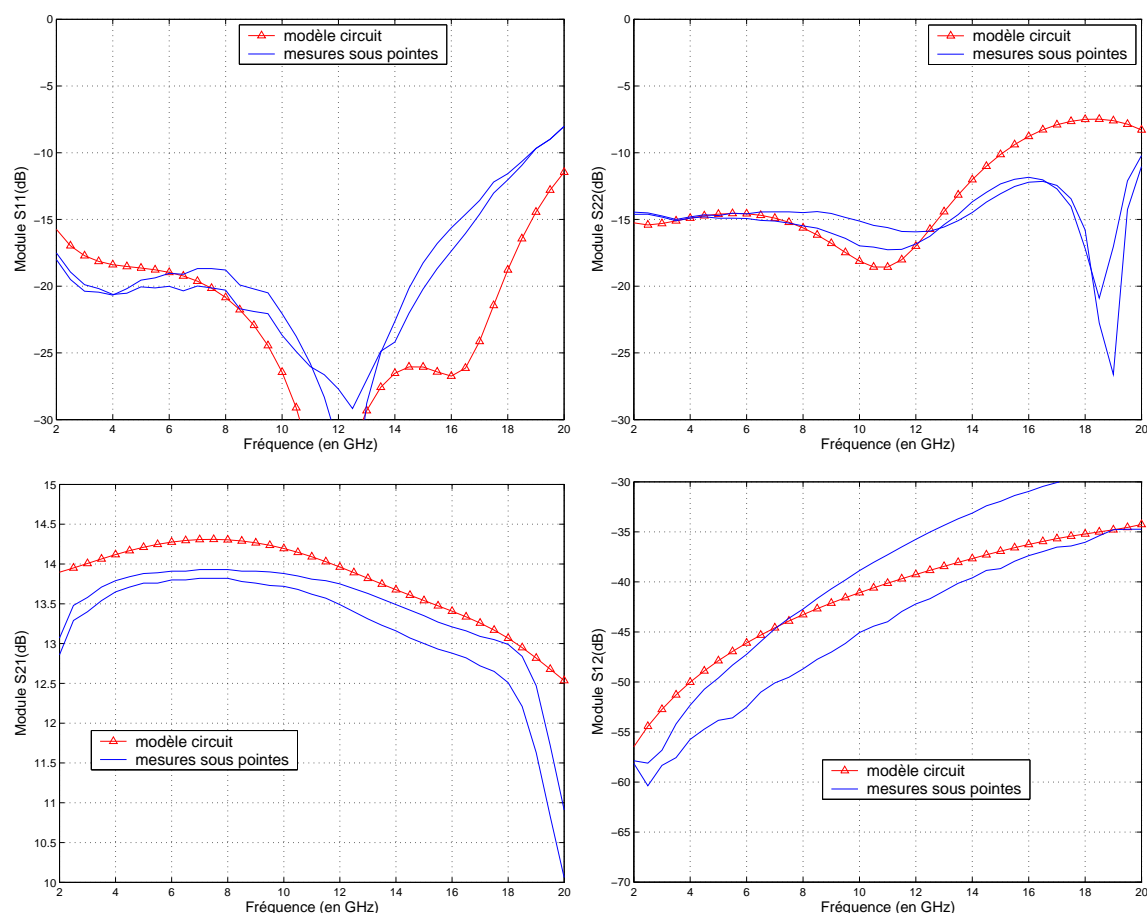 0
−5
−10
−15
−20
−25
−30
2 4 6 8 10 12 14 16 18 20
Module S11(dB)
Fréquence (en GHz)
modèle circuit
mesures sous pointes
0
−5
−10
−15
−20
−25
−30
2 4 6 8 10 12 14 16 18 20
Module S22(dB)
Fréquence (en GHz)
modèle circuit
mesures sous pointes
15
14.5
14
13.5
13
12.5
12
11.5
11
10.5
10
2 4 6 8 10 12 14 16 18 20
Module S21(dB)
Fréquence (en GHz)
modèle circuit
mesures sous pointes
−30
−35
−40
−45
−50
−55
−60
−65
−70
2 4 6 8 10 12 14 16 18 20
Module S12(dB)
Fréquence (en GHz)
modèle circuit
mesures sous pointes